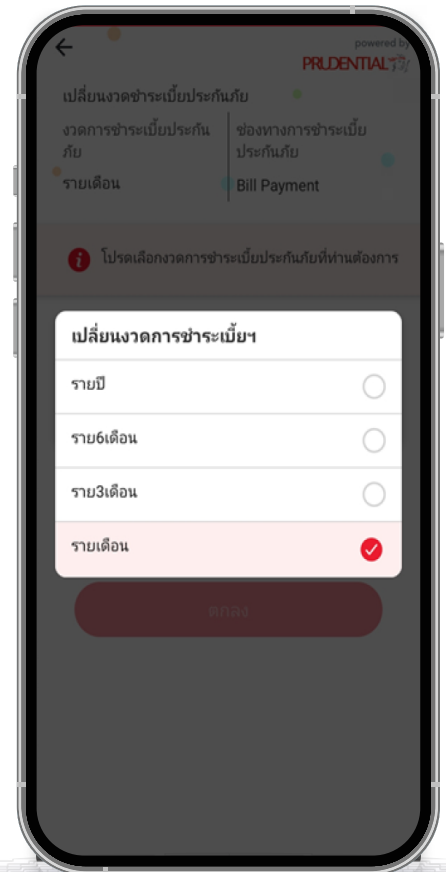 powered by
PRUDENTIAL
เปลี่ยนงวดชำระเบี้ยประกันภัย
งวดการชำระเบี้ยประกัน
ภัย
ช่องทางการชำระเบี้ย
ประกันภัย
รายเดือน
Bill Payment
โปรดเลือกงวดการชำระเบี้ยประกันภัยที่ท่านต้องการ
เปลี่ยนงวดการชำระเบี้ยฯ
รายปี
ราย6เดือน
ราย3เดือน
รายเดือน
ตกลง